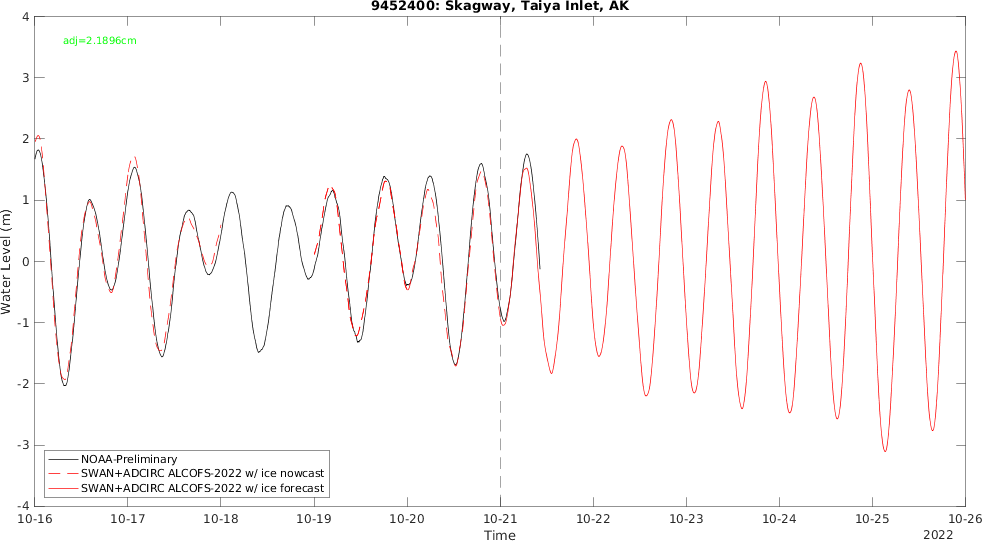 9452400: Skagway, Taiya Inlet, AK
adj=2.1896cm
4
3
2
1
0
-1
-2
-3
-4
Water Level (m)
NOAA-Preliminary
SWAN+ADCIRC ALCOFS-2022 w/ ice nowcast
SWAN+ADCIRC ALCOFS-2022 w/ ice forecast
10-16 10-17 10-18 10-19 10-20 10-21 10-22 10-23 10-24 10-25 10-26
Time
2022